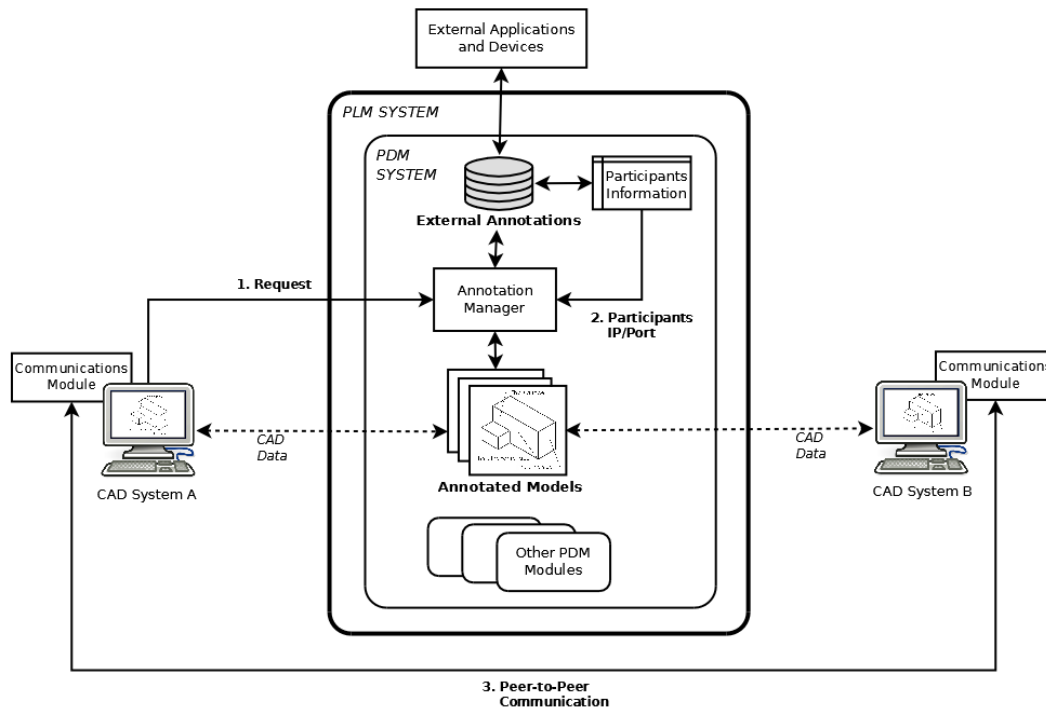 External Applications
and Devices
PLM SYSTEM
PDM
SYSTEM
Participants
Information
External Annotations
1. Request
Annotation
Manager
2. Participants
IP/Port
Communications
Module
Communications
Module
CAD
Data
CAD
Data
CAD System A
Annotated Models
CAD System B
Other PDM
Modules
3. Peer-to-Peer
Communication